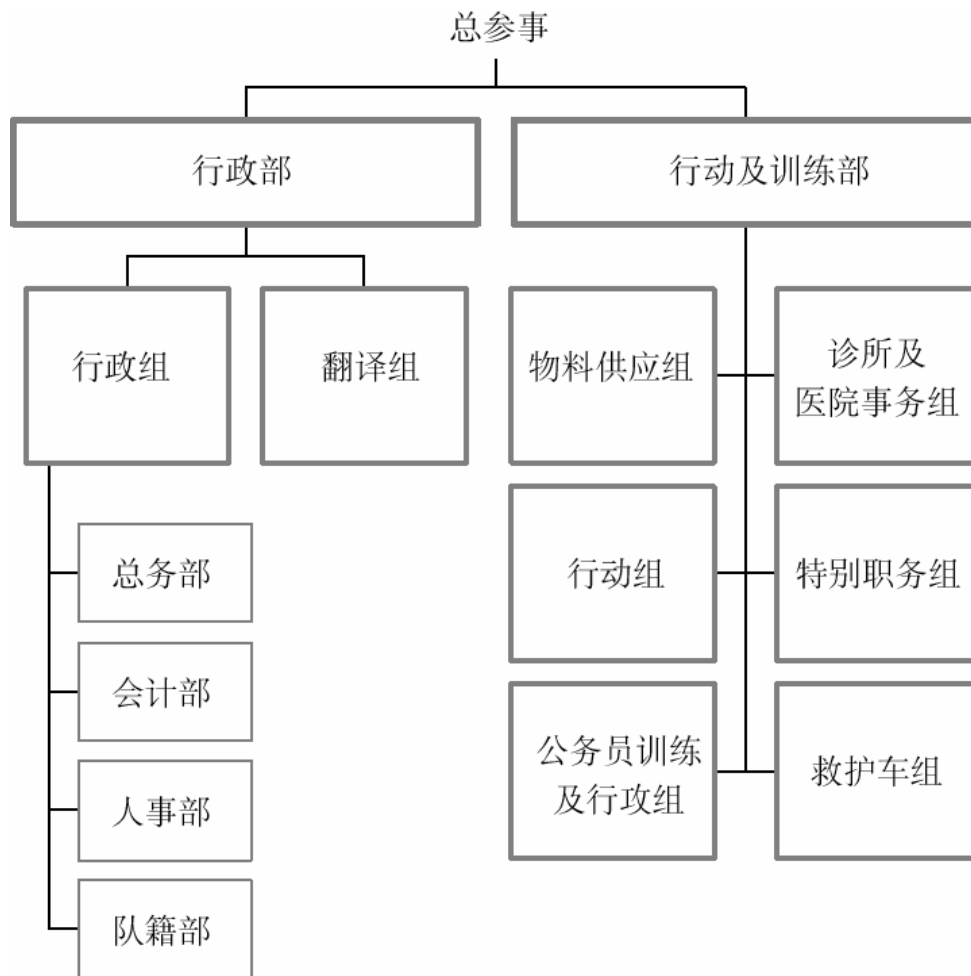 总参事
行政部
行动及训练部
行政组
翻译组
物料供应组
诊所及
医院事务组
总务部
会计部
人事部
队籍部
行动组
特别职务组
公务员训练
及行政组
救护车组